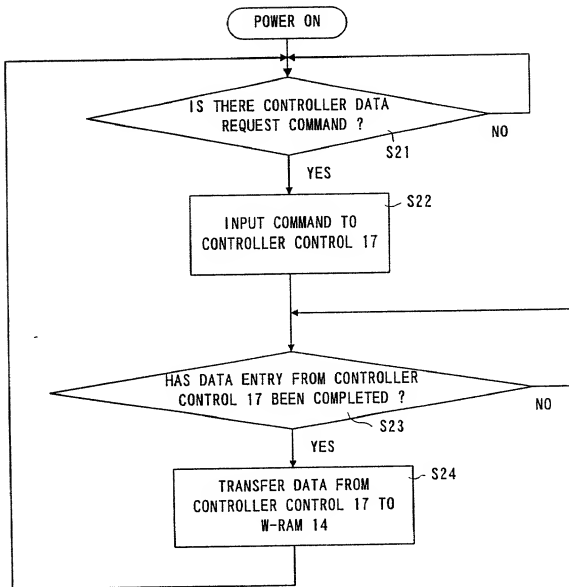 POWER ON
IS THERE CONTROLLER DATA
REQUEST COMMAND ?
S21
NO
YES
S22
INPUT COMMAND TO
CONTROLLER CONTROL 17
HAS DATA ENTRY FROM CONTROLLER
CONTROL 17 BEEN COMPLETED ?
S23
NO
YES
S24
TRANSFER DATA FROM
CONTROLLER CONTROL 17 TO
W-RAM 14